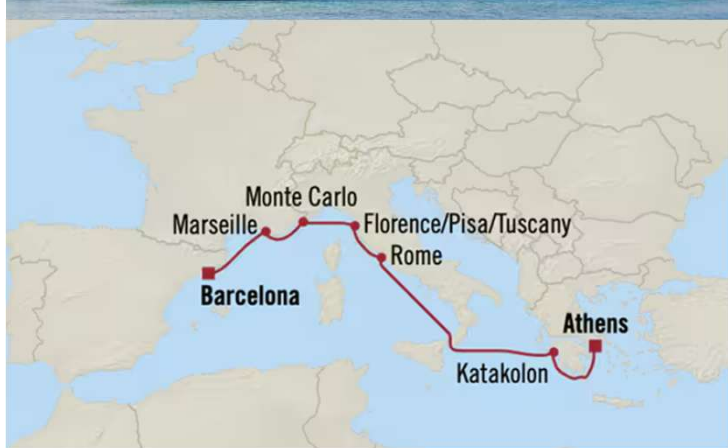 Monte Carlo
Marseille
Florence/Pisa/Tuscany
Rome
Barcelona
Athens
Katakolon